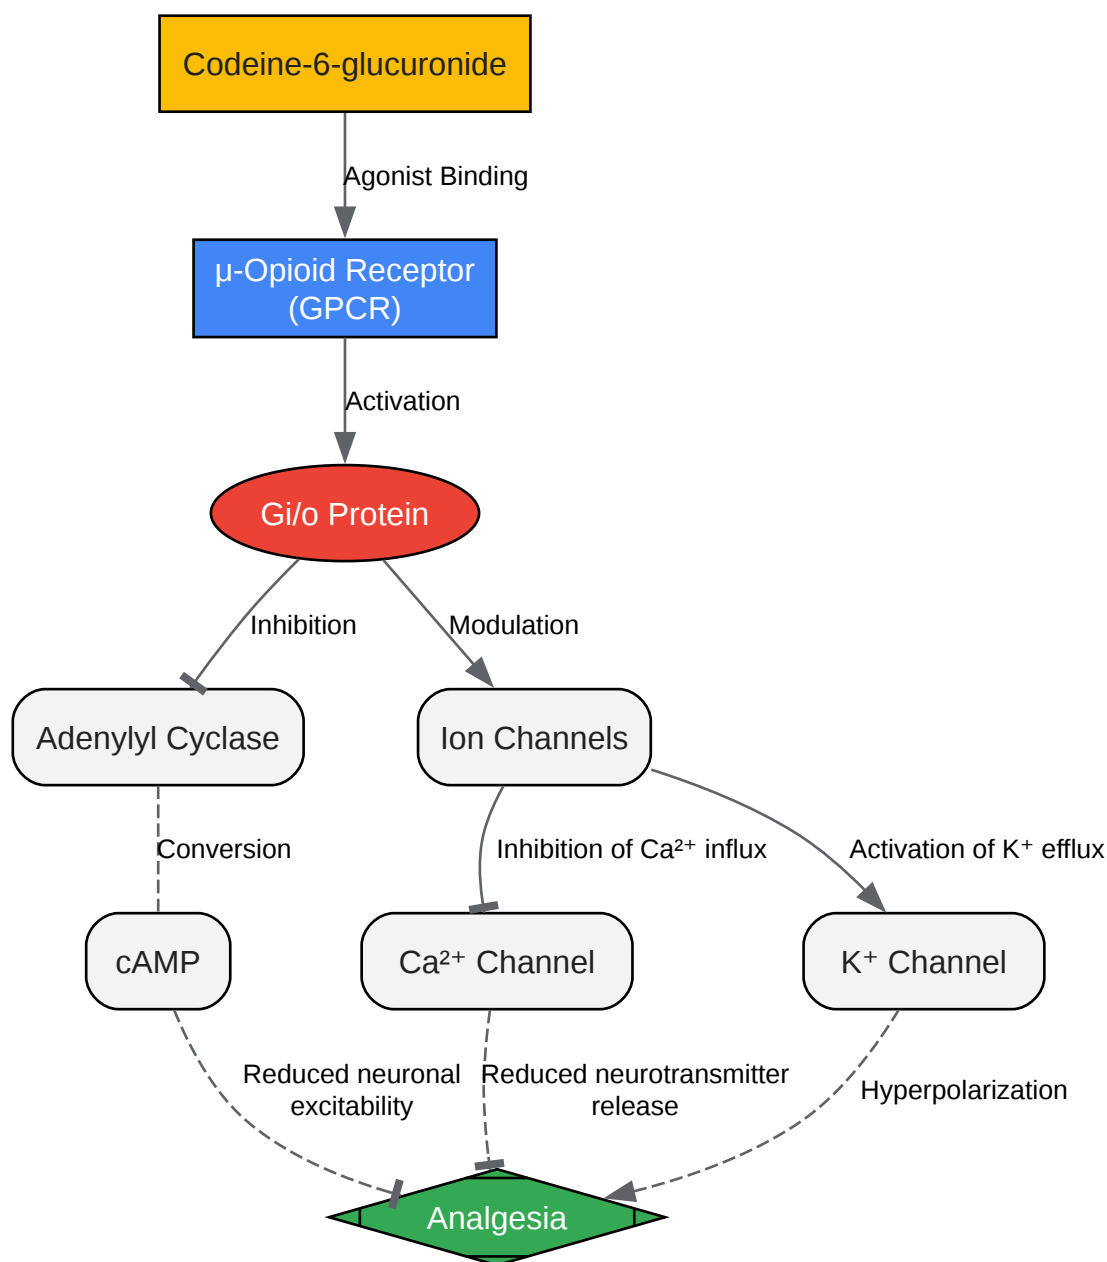 Codeine-6-glucuronide
Agonist Binding
μ-Opioid Receptor
(GPCR)
Activation
Gi/o Protein
Inhibition
Modulation
Adenylyl Cyclase
Ion Channels
Conversion
Inhibition of Ca²⁺ influx
Activation of K⁺ efflux
cAMP
Ca²⁺ Channel
K⁺ Channel
Reduced neuronal
excitability
Reduced neurotransmitter
release
Hyperpolarization
Analgesia